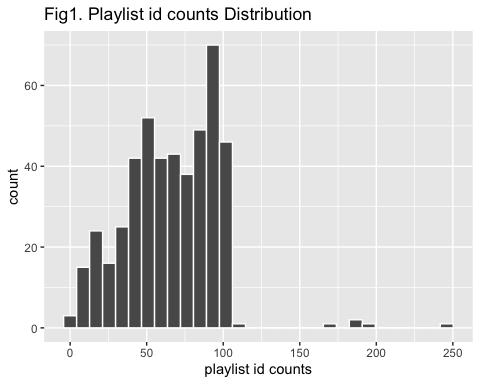 Fig1. Playlist id counts Distribution
60
40
20
0
count
0 50 100 150 200 250
playlist id counts